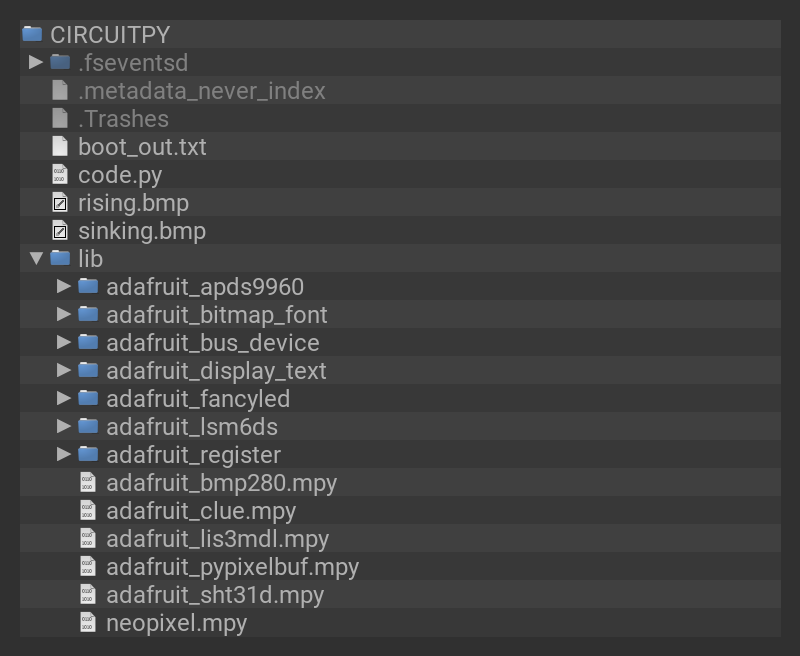 CIRCUITPY
.fseventsd
.metadata_never_index
.Trashes
boot_out.txt
code.py
rising.bmp
sinking.bmp
lib
adafruit_apds9960
adafruit_bitmap_font
adafruit_bus_device
adafruit_display_text
adafruit_fancyled
adafruit_lsm6ds
adafruit_register
adafruit_bmp280.mpy
adafruit_clue.mpy
adafruit_lis3mdl.mpy
adafruit_pypixelbuf.mpy
adafruit_sht31d.mpy
neopixel.mpy